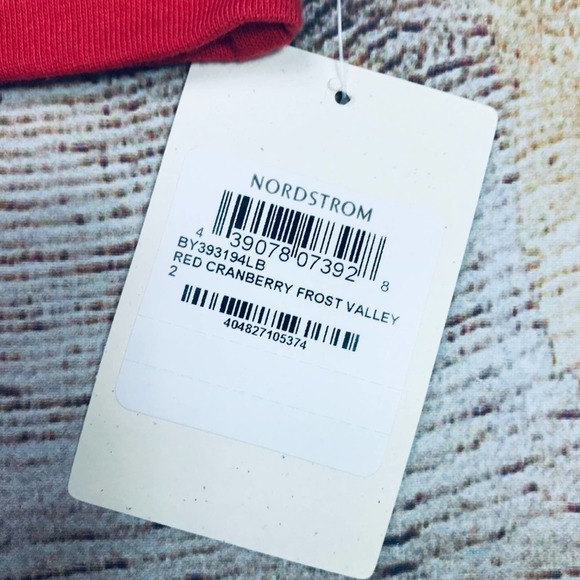 NORDSTROM
4 39078 07392 8
BY393194LB
RED CRANBERRY FROST VALLEY
2
404827105374